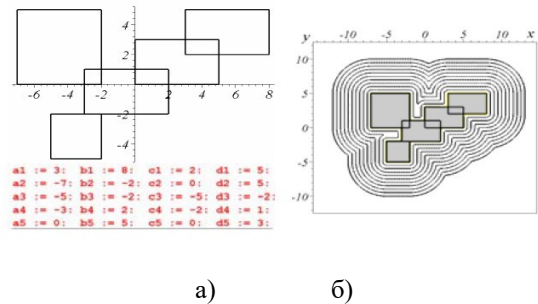 4
2
-6 -4 -2 2 4 6 8
-2
-4
a1 := 3: b1 := 8: c1 := 2: d1 := 5:
a2 := -7: b2 := -2: c2 := 0: d2 := 5:
a3 := -5: b3 := -2: c3 := -5: d3 := -2:
a4 := -3: b4 := 2: c4 := -2: d4 := 1:
a5 := 0: b5 := 5: c5 := 0: d5 := 3:
y x
10
5
0
-5
-10
-5 0 5 10
а) б)